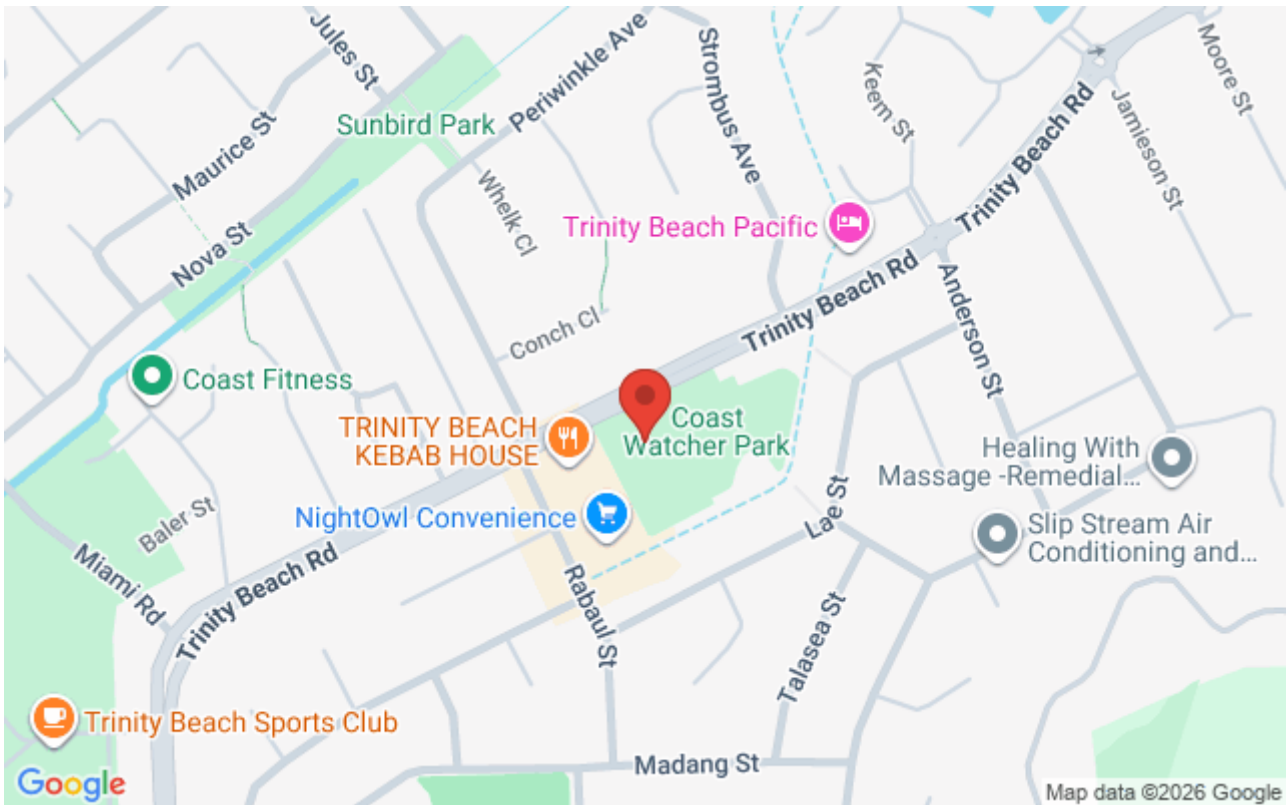 Jules St
Periwinkle Ave
Strombus Ave
Moore St
Keem St
Sunbird Park
Maurice St
Jamieson St
Trinity Beach Rd
Whelk Cl
Trinity Beach Pacific
Nova St
Anderson St
Trinity Beach Rd
Conch Cl
Coast Fitness
TRINITY BEACH
KEBAB HOUSE
Coast
Watcher Park
Healing With
Massage -Remedial...
NightOwl Convenience
Lae St
Slip Stream Air
Conditioning and...
Baler St
Miami Rd
Trinity Beach Rd
Rabaul St
Talasea St
Trinity Beach Sports Club
Madang St
Google
Map data ©2026 Google